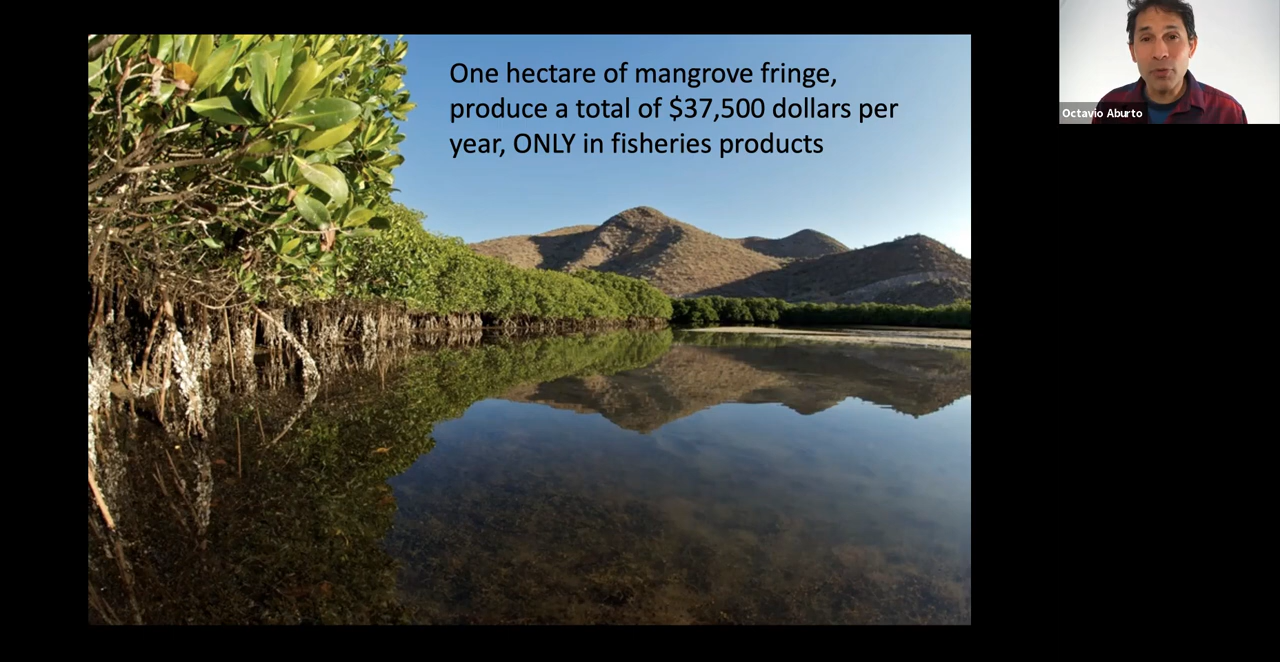 One hectare of mangrove fringe,
produce a total of $37,500 dollars per
year, ONLY in fisheries products
Octavio Aburto